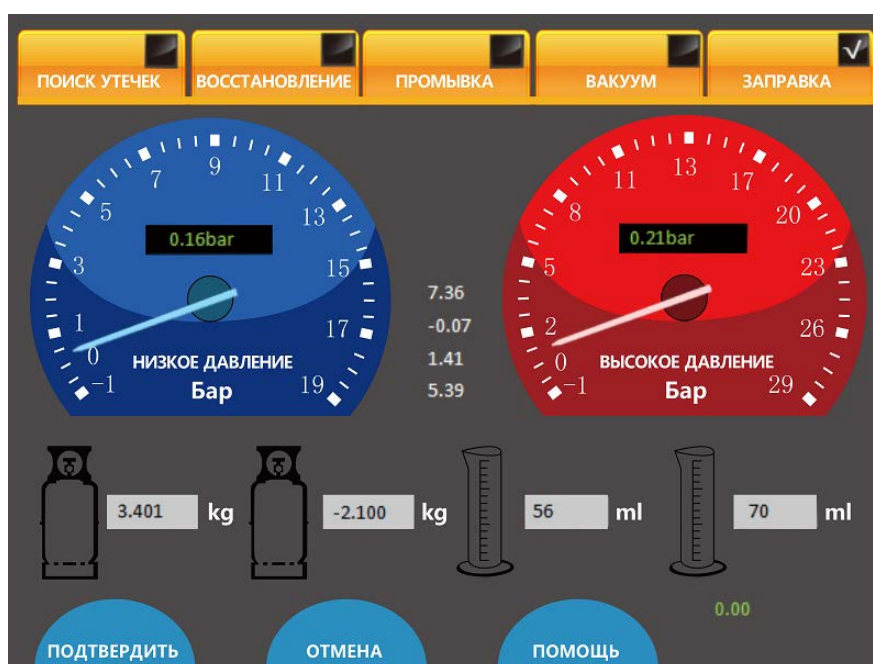 ПОИСК УТЕЧЕК ВОССТАНОВЛЕНИЕ ПРОМЫВКА ВАКУУМ ЗАПРАВКА
-1 0 1 3 5 7 9 11 13 15 17 19
0.16bar
НИЗКОЕ ДАВЛЕНИЕ
Бар
7.36
-0.07
1.41
5.39
-1 0 2 5 8 11 13 17 20 23 26 29
0.21bar
ВЫСОКОЕ ДАВЛЕНИЕ
Бар
3.401 kg -2.100 kg 56 ml 70 ml
0.00
ПОДТВЕРДИТЬ ОТМЕНА ПОМОЩЬ